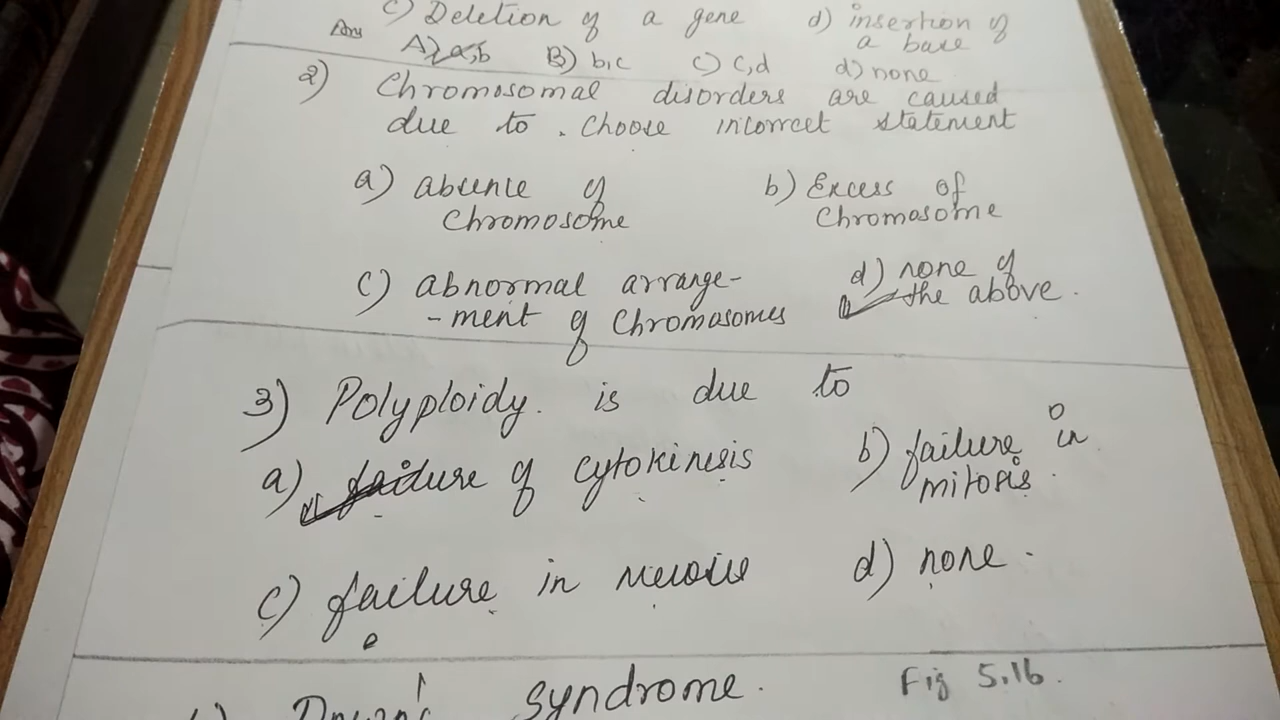 c) Deletion of a gene d) insertion of
a base
Ans A) a,b B) b,c C) c,d d) none
2) Chromosomal disorders are caused
due to . Choose incorrect statement
a) absence of b) Excess of
Chromosome Chromosome
c) abnormal arrange- d) none of
-ment of Chromosomes the above.
3) Polyploidy. is due to
a) failure of cytokinesis b) failure in
mitosis.
c) failure in meiosis d) none.
Down's syndrome. Fig 5.16.